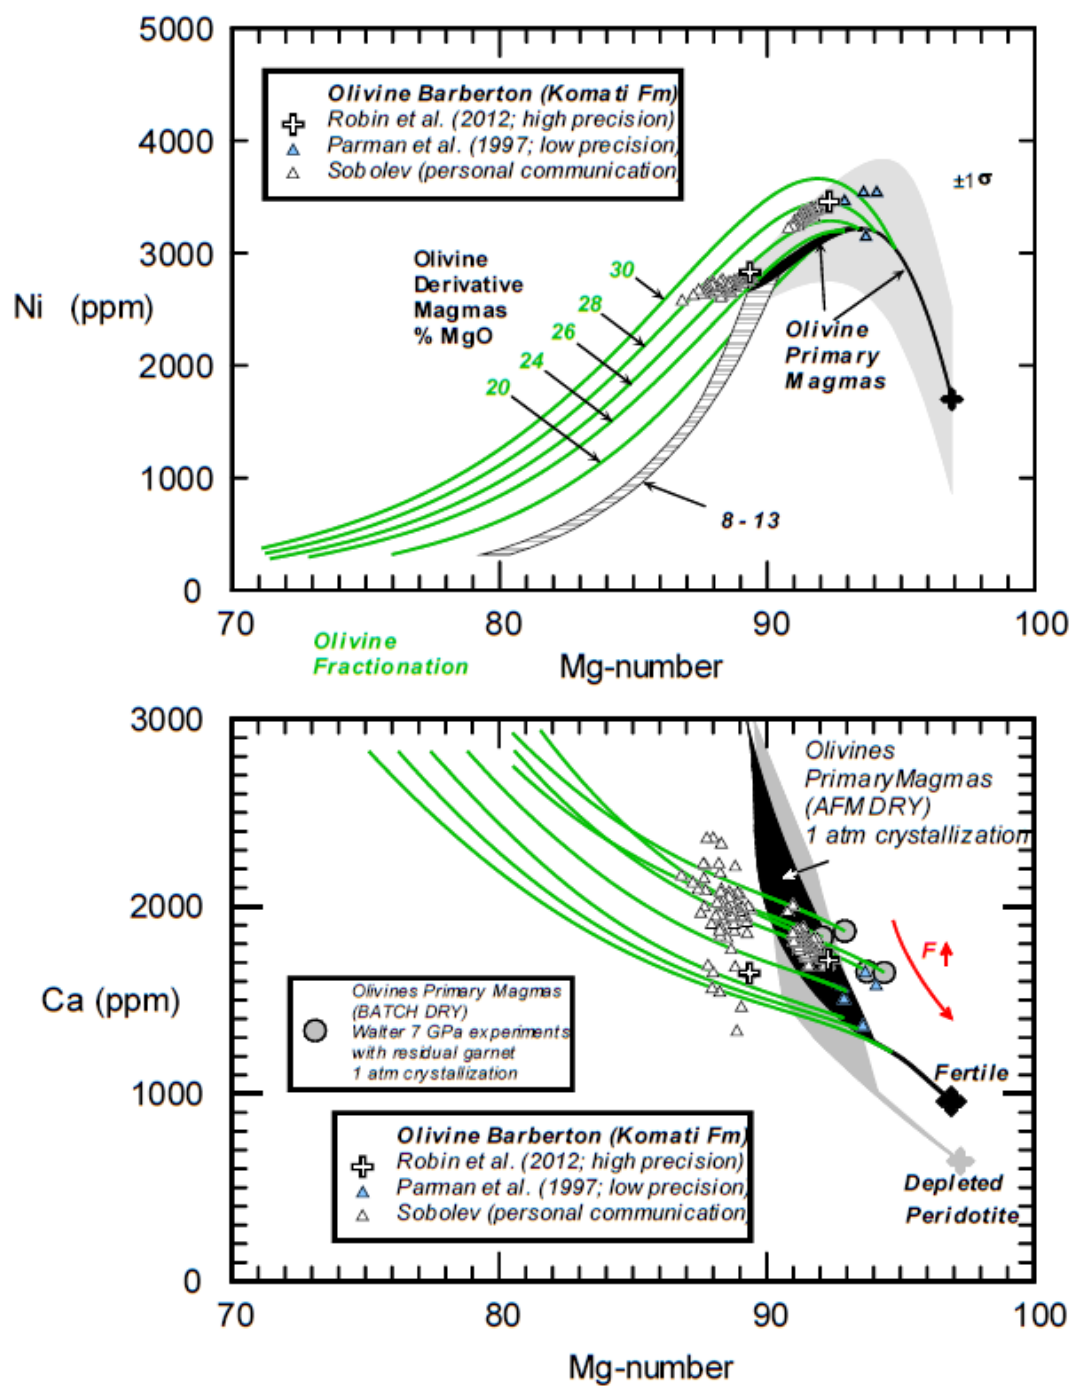 5000
Olivine Barberton (Komati Fm)
Robin et al. (2012; high precision)
Parman et al. (1997; low precision)
Sobolev (personal communication)
4000
±1 σ
3000
Olivine
Derivative
Magmas
% MgO
30
28
26
24
20
Ni (ppm)
Olivine
Primary
Magmas
2000
1000
8 - 13
0
70
80
90
100
Olivine
Fractionation
Mg-number
3000
Olivines
Primary Magmas
(AFM DRY)
1 atm crystallization
2000
F
Ca (ppm)
Olivines Primary Magmas
(BATCH DRY)
Walter 7 GPa experiments
with residual garnet
1 atm crystallization
1000
Fertile
Olivine Barberton (Komati Fm)
Robin et al. (2012; high precision)
Parman et al. (1997; low precision)
Sobolev (personal communication)
Depleted
Peridotite
0
70
80
90
100
Mg-number